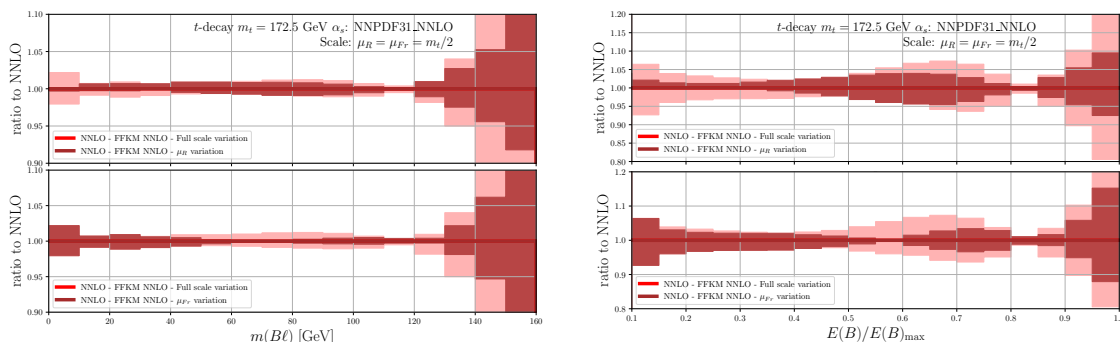 t-decay m_t = 172.5 GeV α_s: NNPDF31_NNLO
Scale: μ_R = μ_Fr = m_t/2
ratio to NNLO
1.10
1.05
1.00
0.95
0.90
NNLO - FFKM NNLO - Full scale variation
NNLO - FFKM NNLO - μ_R variation
ratio to NNLO
1.10
1.05
1.00
0.95
0.90
NNLO - FFKM NNLO - Full scale variation
NNLO - FFKM NNLO - μ_Fr variation
0 20 40 60 80 100 120 140 160
m(Bℓ) [GeV]
t-decay m_t = 172.5 GeV α_s: NNPDF31_NNLO
Scale: μ_R = μ_Fr = m_t/2
ratio to NNLO
1.20
1.15
1.10
1.05
1.00
0.95
0.90
0.85
0.80
NNLO - FFKM NNLO - Full scale variation
NNLO - FFKM NNLO - μ_R variation
ratio to NNLO
1.2
1.1
1.0
0.9
0.8
NNLO - FFKM NNLO - Full scale variation
NNLO - FFKM NNLO - μ_Fr variation
0.1 0.2 0.3 0.4 0.5 0.6 0.7 0.8 0.9 1.0
E(B)/E(B)_max